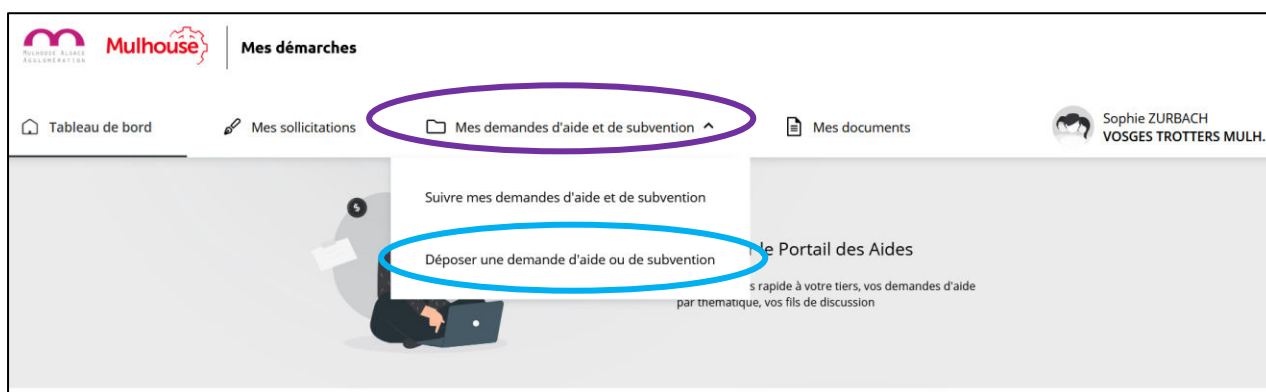 MULHOUSE ALSACE
AGGLOMÉRATION
Mulhouse
Mes démarches
Tableau de bord
Mes sollicitations
Mes demandes d'aide et de subvention
Mes documents
Sophie ZURBACH
VOSGES TROTTERS MULH.
Suivre mes demandes d'aide et de subvention
Déposer une demande d'aide ou de subvention
le Portail des Aides
s rapide à votre tiers, vos demandes d'aide
par thématique, vos fils de discussion